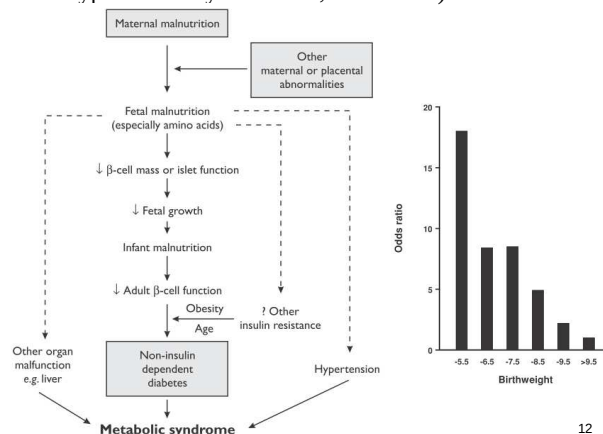 Maternal malnutrition
Other
maternal or placental
abnormalities
Fetal malnutrition
(especially amino acids)
↓ β-cell mass or islet function
↓ Fetal growth
Infant malnutrition
↓ Adult β-cell function
Obesity
Age
? Other
insulin resistance
Other organ
malfunction
e.g. liver
Non-insulin
dependent
diabetes
Hypertension
Metabolic syndrome
20
15
10
5
0
Odds ratio
-5.5 -6.5 -7.5 -8.5 -9.5 >9.5
Birthweight
12